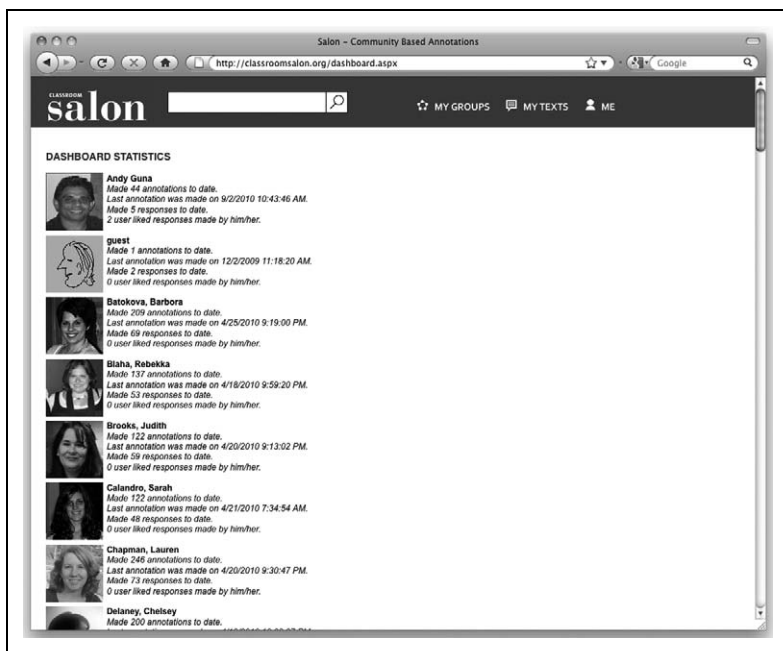 Salon – Community Based Annotations
http://classroomsalon.org/dashboard.aspx
Google
CLASSROOM
salon
MY GROUPS
MY TEXTS
ME
DASHBOARD STATISTICS
Andy Guna
Made 44 annotations to date.
Last annotation was made on 9/2/2010 10:43:46 AM.
Made 5 responses to date.
2 user liked responses made by him/her.
guest
Made 1 annotations to date.
Last annotation was made on 12/2/2009 11:18:20 AM.
Made 2 responses to date.
0 user liked responses made by him/her.
Batokova, Barbora
Made 209 annotations to date.
Last annotation was made on 4/25/2010 9:19:00 PM.
Made 69 responses to date.
0 user liked responses made by him/her.
Blaha, Rebekka
Made 137 annotations to date.
Last annotation was made on 4/18/2010 9:59:20 PM.
Made 53 responses to date.
0 user liked responses made by him/her.
Brooks, Judith
Made 122 annotations to date.
Last annotation was made on 4/20/2010 9:13:02 PM.
Made 59 responses to date.
0 user liked responses made by him/her.
Calandro, Sarah
Made 122 annotations to date.
Last annotation was made on 4/21/2010 7:34:54 AM.
Made 48 responses to date.
0 user liked responses made by him/her.
Chapman, Lauren
Made 246 annotations to date.
Last annotation was made on 4/20/2010 9:30:47 PM.
Made 73 responses to date.
0 user liked responses made by him/her.
Delaney, Chelsey
Made 200 annotations to date.